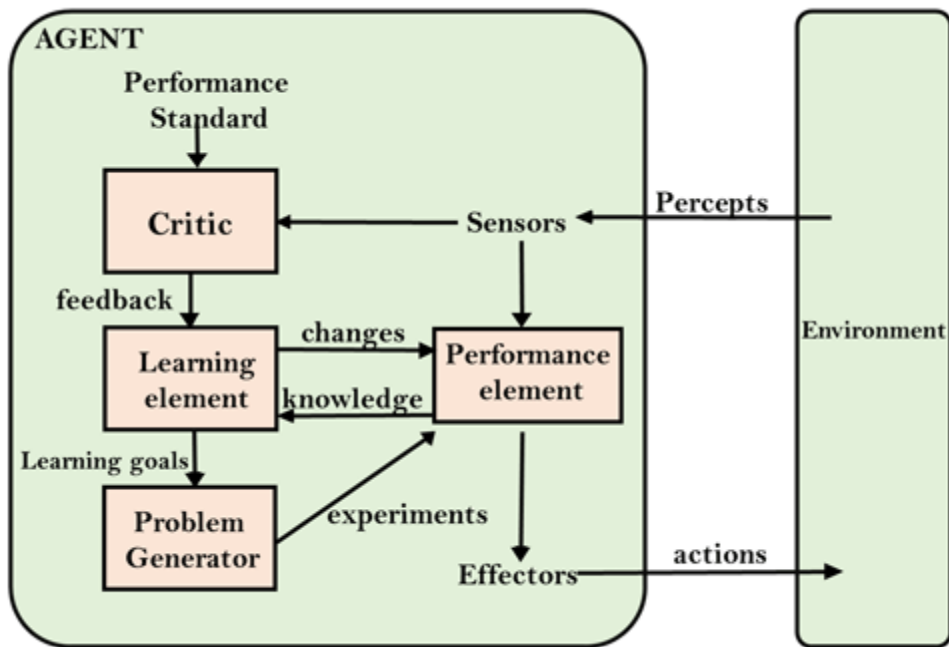 AGENT
Performance
Standard
Critic
Sensors
Percepts
feedback
changes
Learning
element
Performance
element
Environment
knowledge
Learning goals
Problem
Generator
experiments
Effectors
actions